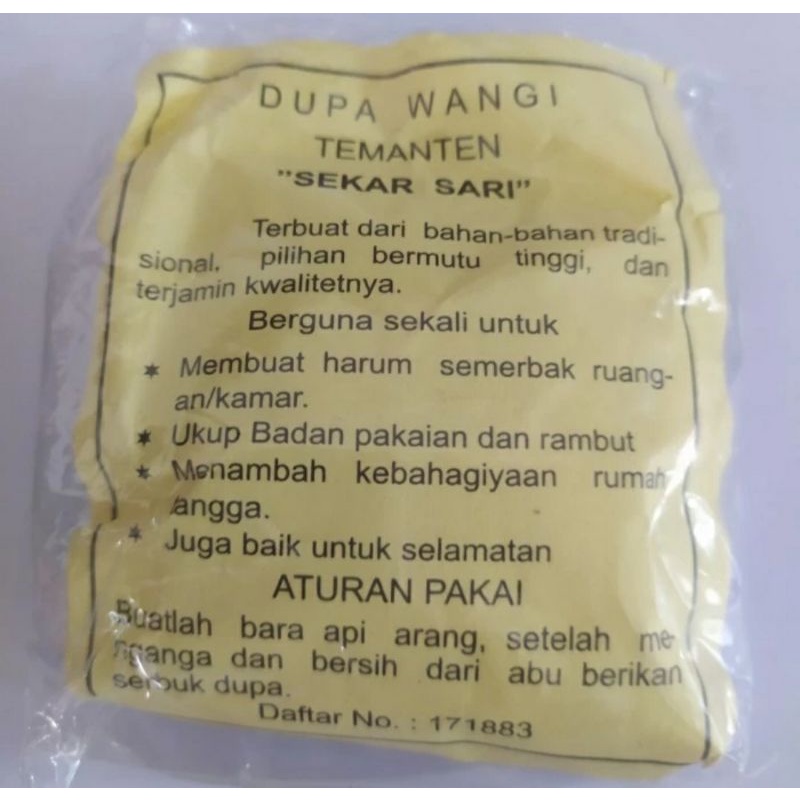 DUPA WANGI
TEMANTEN
"SEKAR SARI"
Terbuat dari bahan-bahan tradi-
sional, pilihan bermutu tinggi, dan
terjamin kwalitetnya.
Berguna sekali untuk
* Membuat harum semerbak ruang-
an/kamar.
* Ukup Badan pakaian dan rambut
* Menambah kebahagiyaan rumah
angga.
* Juga baik untuk selamatan
ATURAN PAKAI
Buatlah bara api arang, setelah me-
nganga dan bersih dari abu berikan
serbuk dupa.
Daftar No. : 171883